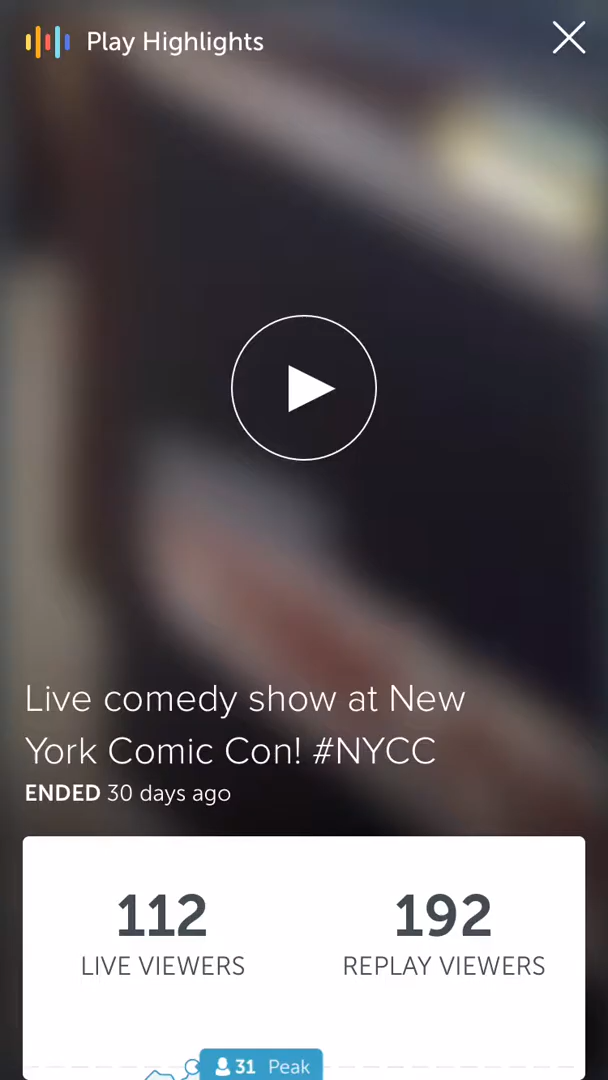 Play Highlights
Live comedy show at New
York Comic Con! #NYCC
ENDED 30 days ago
112 192
LIVE VIEWERS REPLAY VIEWERS
31 Peak